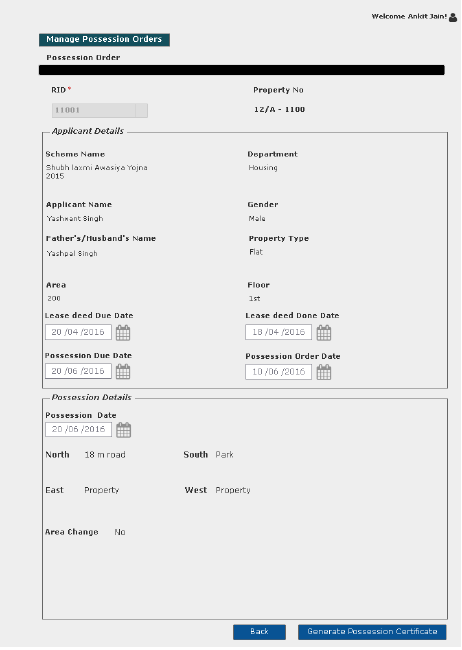 Welcome Ankit Jain!
Manage Possession Orders
Possession Order
RID * Property No
11001 12/A - 1100
Applicant Details
Scheme Name Department
Shubh laxmi Awasiya Yojna Housing
2015
Applicant Name Gender
Yashwant Singh Male
Father's/Husband's Name Property Type
Yashpal Singh Flat
Area Floor
200 1st
Lease deed Due Date Lease deed Done Date
20 /04 /2016 18 /04 /2016
Possession Due Date Possession Order Date
20 /06 /2016 10 /06 /2016
Possession Details
Possession Date
20 /06 /2016
North 18 m road South Park
East Property West Property
Area Change No
Back Generate Possession Certificate